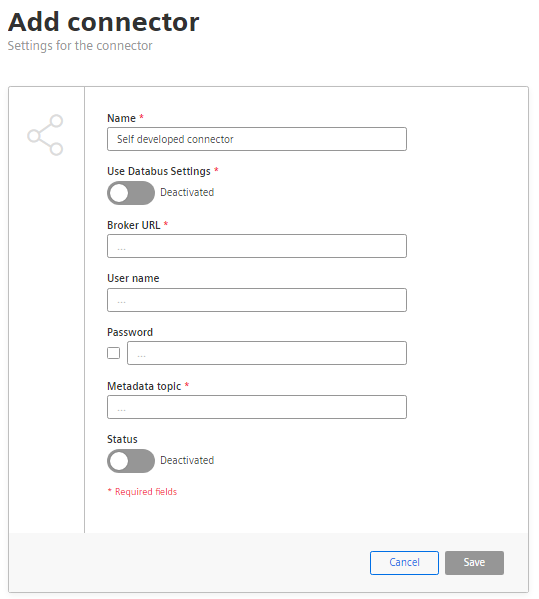 Add connector
Settings for the connector
Name *
Self developed connector
Use Databus Settings *
Deactivated
Broker URL *
...
User name
...
Password
...
Metadata topic *
...
Status
Deactivated
* Required fields
Cancel Save